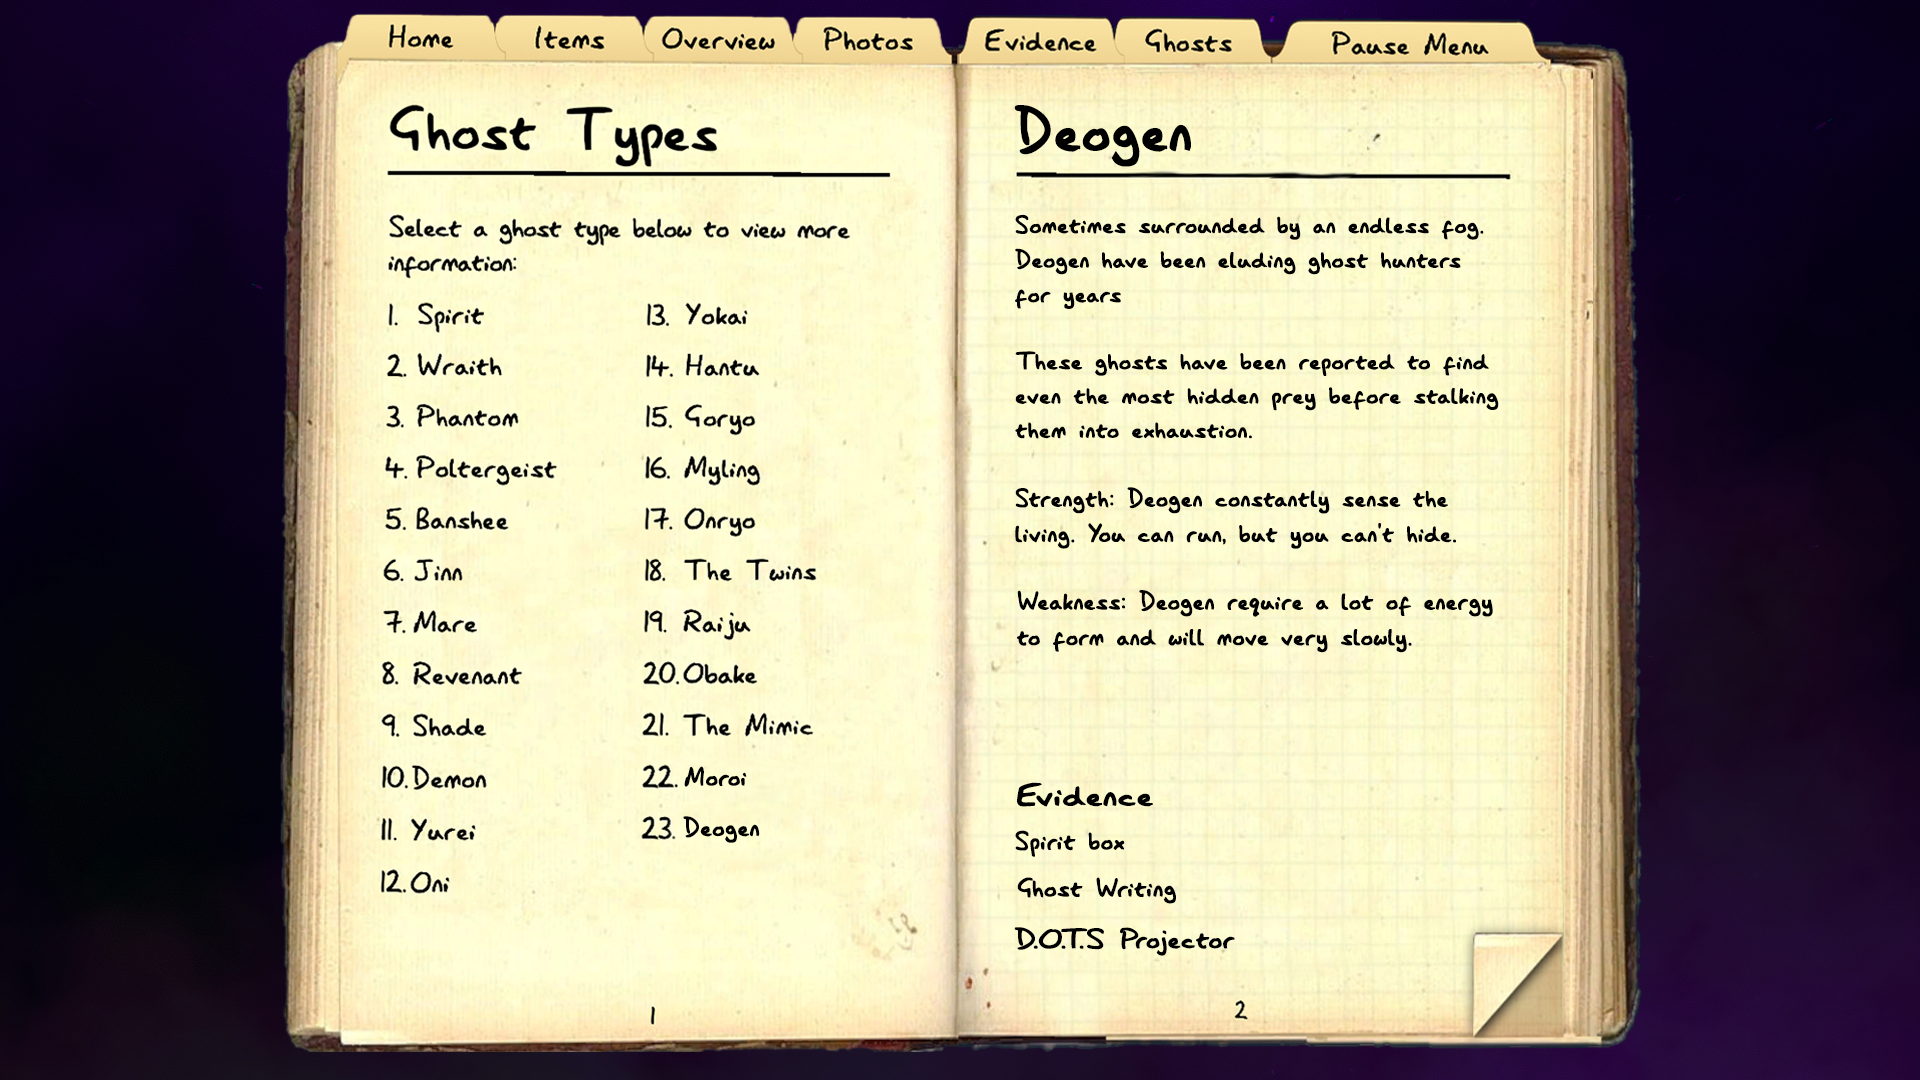 Home
Items
Overview
Photos
Evidence
Ghosts
Pause Menu
Ghost Types
Select a ghost type below to view more
information:
1. Spirit
2. Wraith
3. Phantom
4. Poltergeist
5. Banshee
6. Jinn
7. Mare
8. Revenant
9. Shade
10. Demon
11. Yurei
12. Oni
13. Yokai
14. Hantu
15. Goryo
16. Myling
17. Onryo
18. The Twins
19. Raiju
20. Obake
21. The Mimic
22. Moroi
23. Deogen
1
Deogen
Sometimes surrounded by an endless fog.
Deogen have been eluding ghost hunters
for years
These ghosts have been reported to find
even the most hidden prey before stalking
them into exhaustion.
Strength: Deogen constantly sense the
living. You can run, but you can't hide.
Weakness: Deogen require a lot of energy
to form and will move very slowly.
Evidence
Spirit box
Ghost Writing
D.O.T.S Projector
2